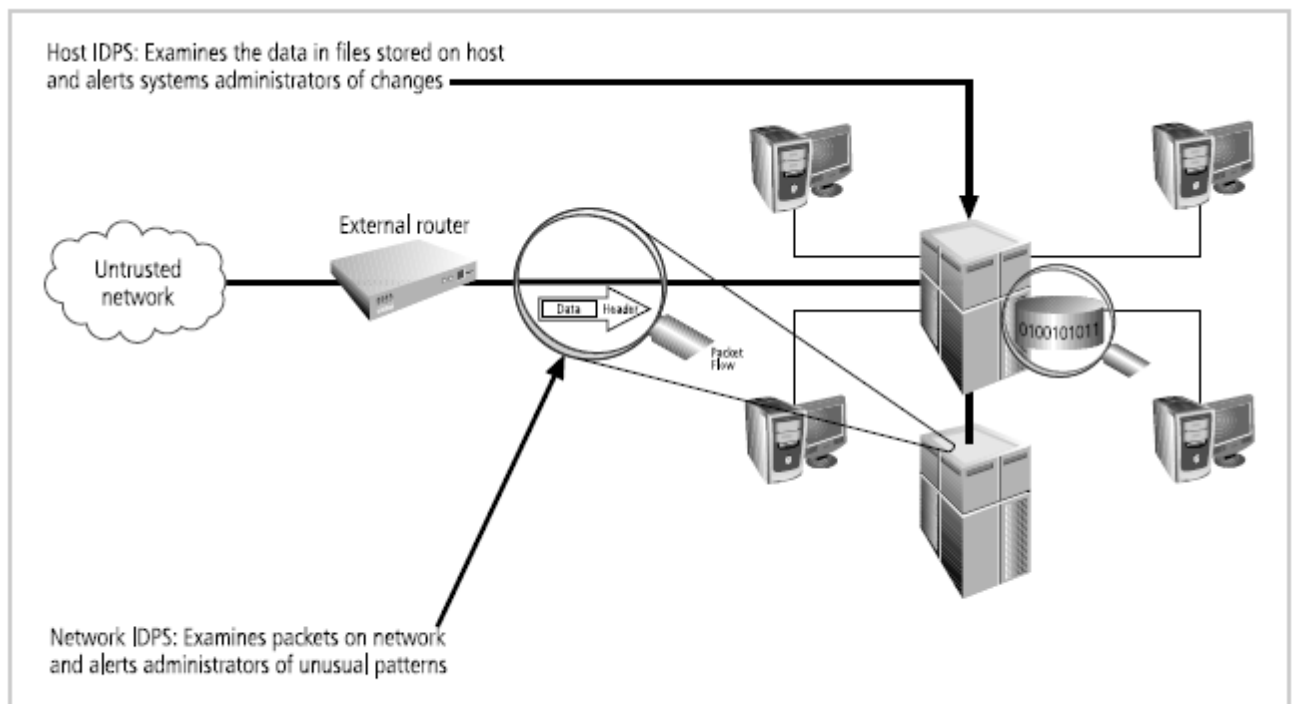 Host IDPS: Examines the data in files stored on host
and alerts systems administrators of changes
External router
Untrusted
network
Data
Header
Packet
Flow
0100101011
Network IDPS: Examines packets on network
and alerts administrators of unusual patterns